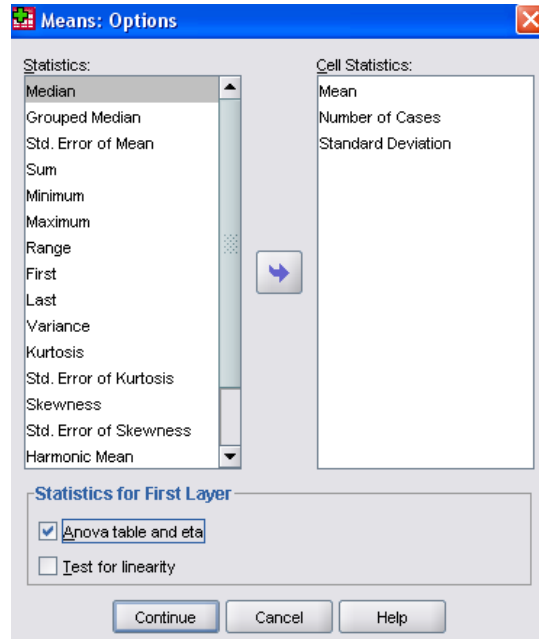 Means: Options
Statistics:
Median
Grouped Median
Std. Error of Mean
Sum
Minimum
Maximum
Range
First
Last
Variance
Kurtosis
Std. Error of Kurtosis
Skewness
Std. Error of Skewness
Harmonic Mean
Cell Statistics:
Mean
Number of Cases
Standard Deviation
Statistics for First Layer
Anova table and eta
Test for linearity
Continue
Cancel
Help